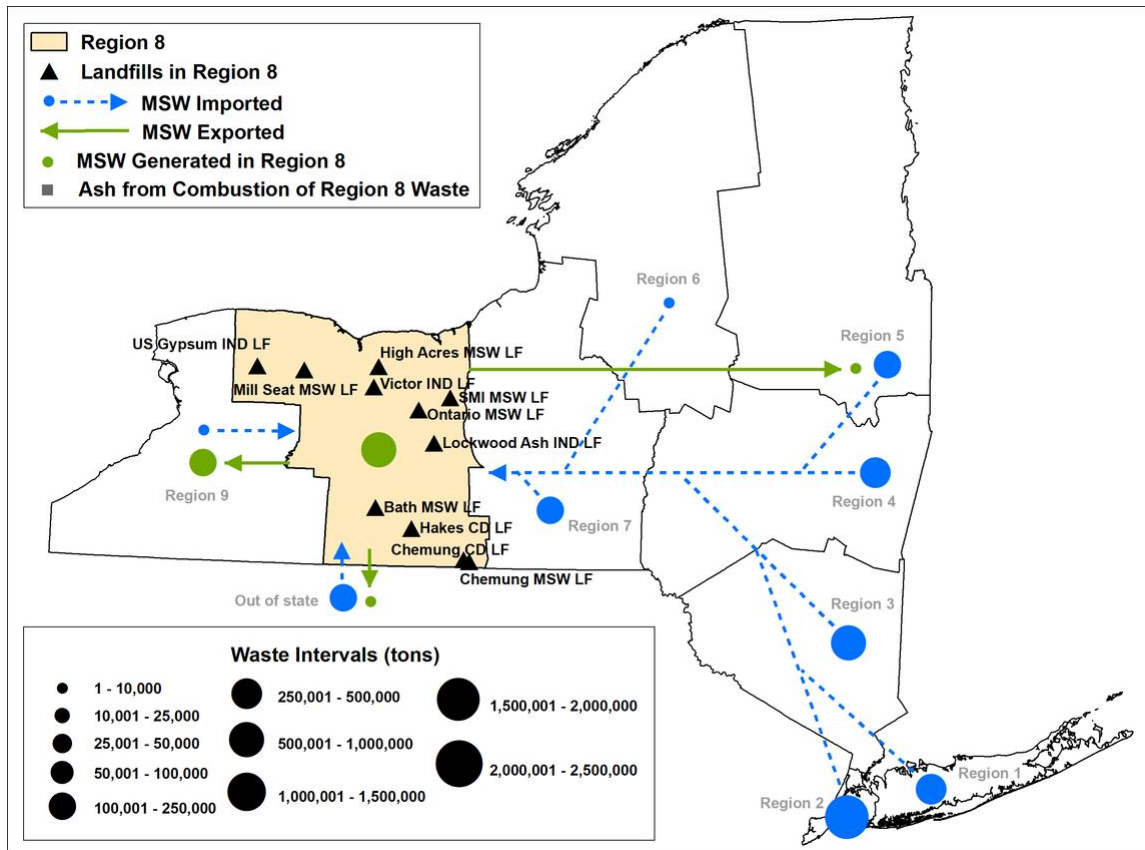 Region 8
Landfills in Region 8
MSW Imported
MSW Exported
MSW Generated in Region 8
Ash from Combustion of Region 8 Waste
Region 6
Region 5
US Gypsum IND LF
High Acres MSW LF
Mill Seat MSW LF
Victor IND LF
SMI MSW LF
Ontario MSW LF
Lockwood Ash IND LF
Region 9
Region 4
Bath MSW LF
Region 7
Hakes CD LF
Chemung CD LF
Chemung MSW LF
Out of state
Region 3
Waste Intervals (tons)
1 - 10,000
10,001 - 25,000
25,001 - 50,000
50,001 - 100,000
100,001 - 250,000
250,001 - 500,000
500,001 - 1,000,000
1,000,001 - 1,500,000
1,500,001 - 2,000,000
2,000,001 - 2,500,000
Region 1
Region 2